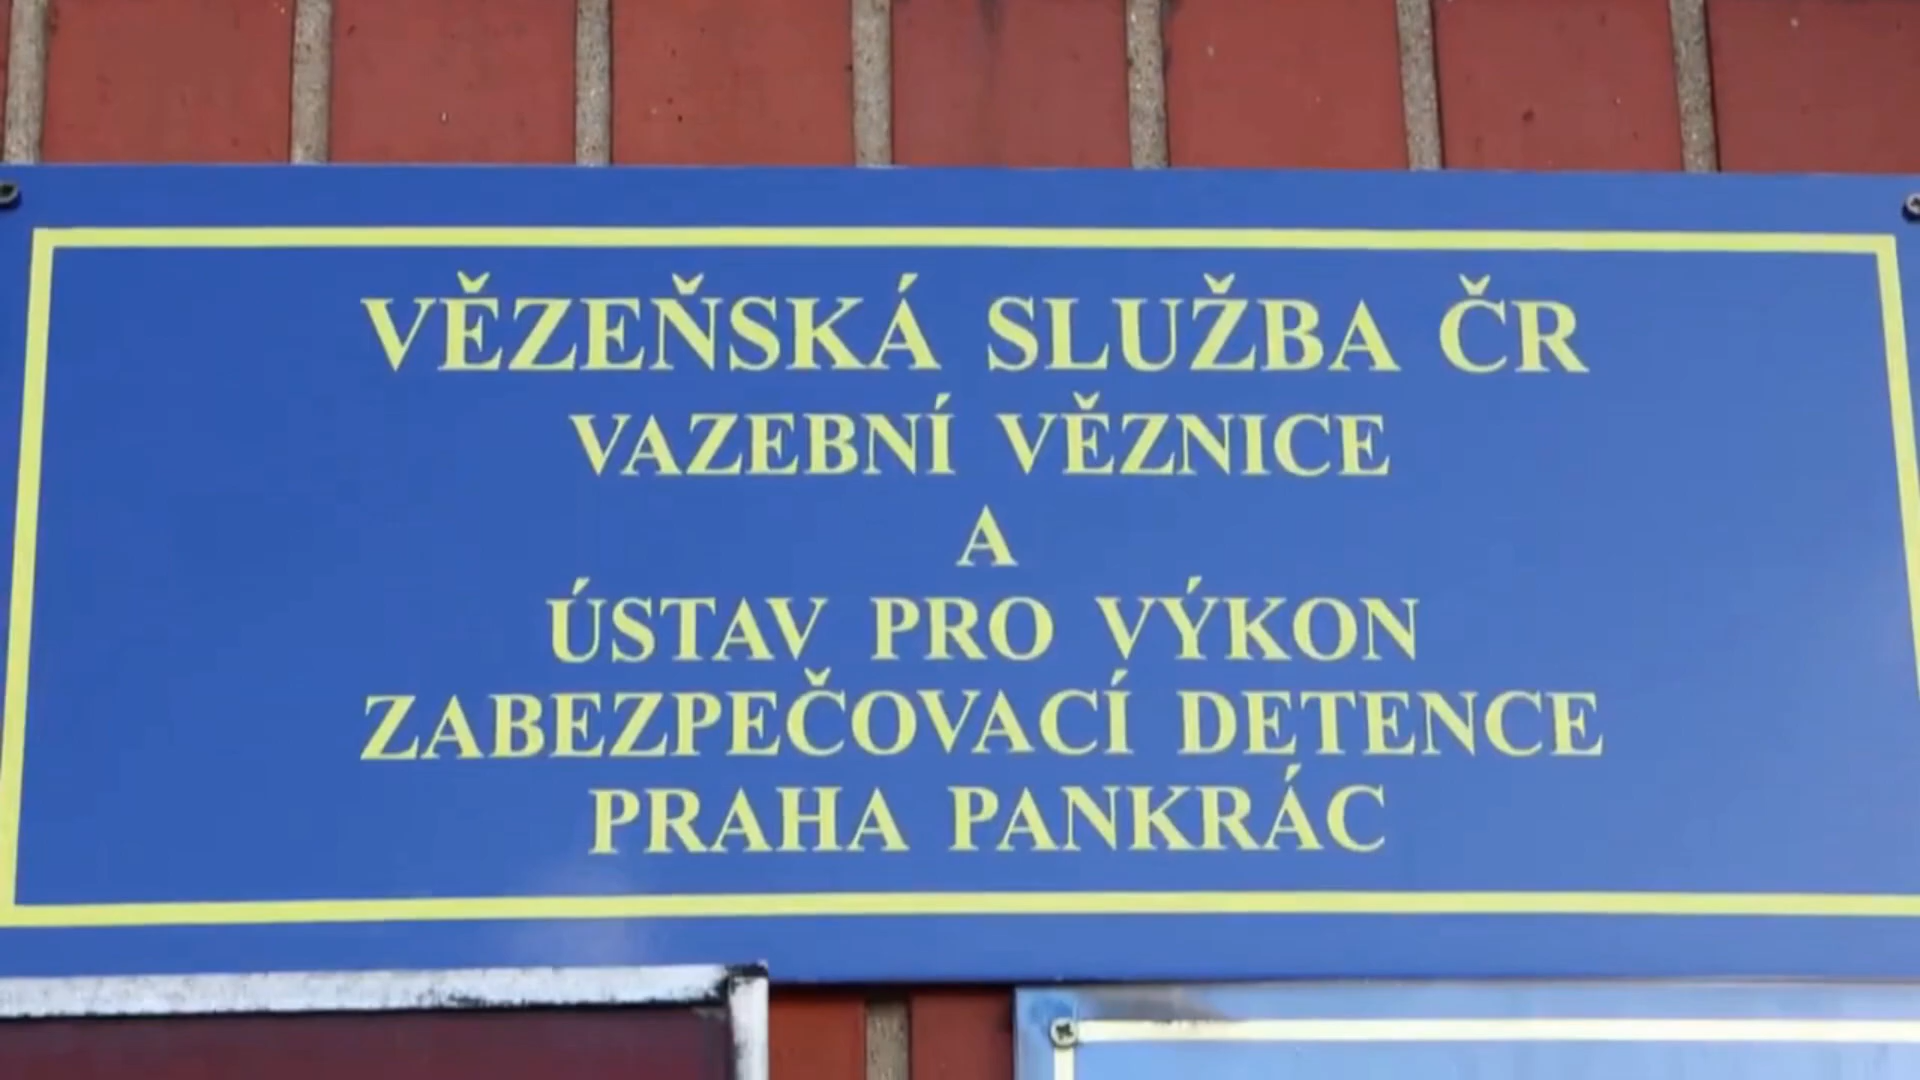 VĚZEŇSKÁ SLUŽBA ČR
VAZEBNÍ VĚZNICE
A
ÚSTAV PRO VÝKON
ZABEZPEČOVACÍ DETENCE
PRAHA PANKRÁC